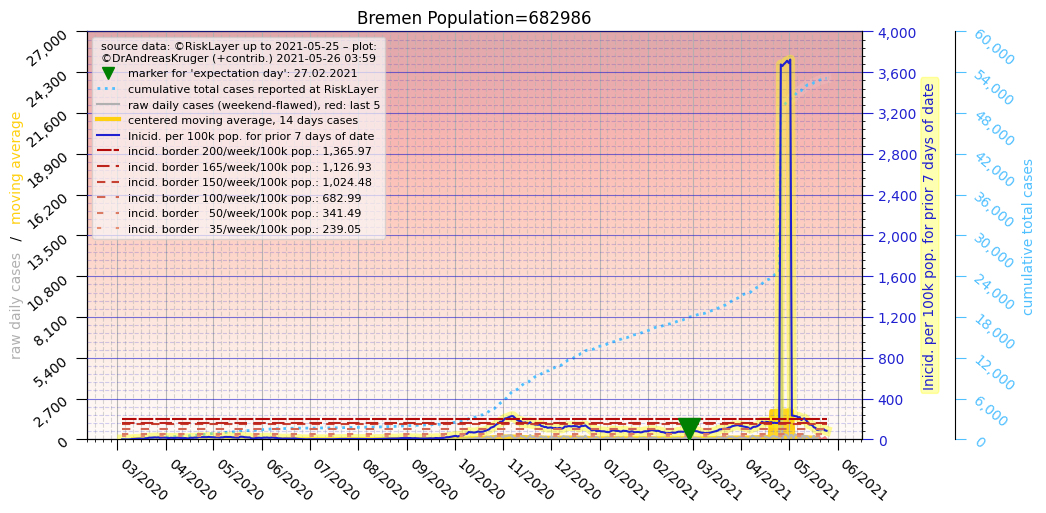 Bremen Population=682986
source data: ©RiskLayer up to 2021-05-25 – plot:
©DrAndreasKruger (+contrib.) 2021-05-26 03:59
marker for 'expectation day': 27.02.2021
cumulative total cases reported at RiskLayer
raw daily cases (weekend-flawed), red: last 5
centered moving average, 14 days cases
Inicid. per 100k pop. for prior 7 days of date
incid. border 200/week/100k pop.: 1,365.97
incid. border 165/week/100k pop.: 1,126.93
incid. border 150/week/100k pop.: 1,024.48
incid. border 100/week/100k pop.: 682.99
incid. border   50/week/100k pop.: 341.49
incid. border   35/week/100k pop.: 239.05
raw daily cases / moving average
27,000
24,300
21,600
18,900
16,200
13,500
10,800
8,100
5,400
2,700
0
4,000
3,600
3,200
2,800
2,400
2,000
1,600
1,200
800
400
0
Inicid. per 100k pop. for prior 7 days of date
60,000
54,000
48,000
42,000
36,000
30,000
24,000
18,000
12,000
6,000
0
cumulative total cases
03/2020
04/2020
05/2020
06/2020
07/2020
08/2020
09/2020
10/2020
11/2020
12/2020
01/2021
02/2021
03/2021
04/2021
05/2021
06/2021